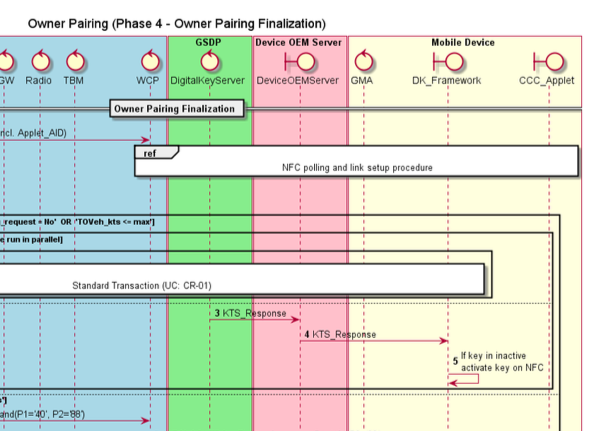 Owner Pairing (Phase 4 - Owner Pairing Finalization)
GSDP Device OEM Server Mobile Device
GW Radio TBM WCP DigitalKeyServer DeviceOEMServer GMA DK_Framework CCC_Applet
Owner Pairing Finalization
incl. Applet_AID)
ref
NFC polling and link setup procedure
_request = No' OR 'TOVeh_kts <= max']
e run in parallel]
Standard Transaction (UC: CR-01)
3 KTS_Response
4 KTS_Response
5 If key in inactive
activate key on NFC
and(P1='40', P2='88')